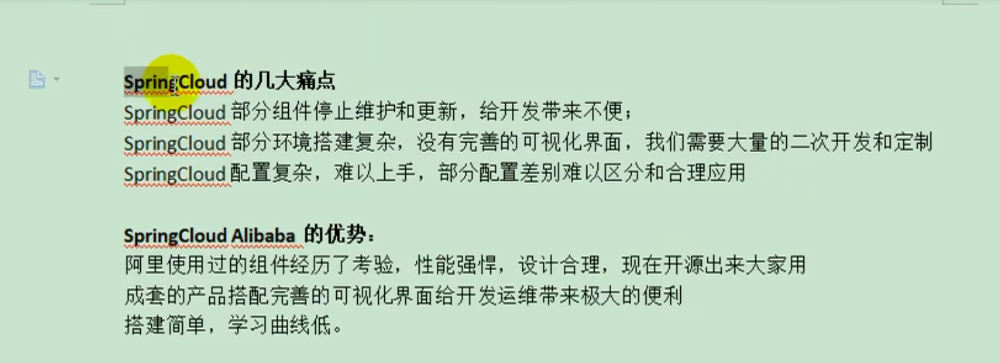 SpringCloud 的几大痛点
SpringCloud 部分组件停止维护和更新，给开发带来不便；
SpringCloud 部分环境搭建复杂，没有完善的可视化界面，我们需要大量的二次开发和定制
SpringCloud 配置复杂，难以上手，部分配置差别难以区分和合理应用
SpringCloud Alibaba 的优势：
阿里使用过的组件经历了考验，性能强悍，设计合理，现在开源出来大家用
成套的产品搭配完善的可视化界面给开发运维带来极大的便利
搭建简单，学习曲线低。